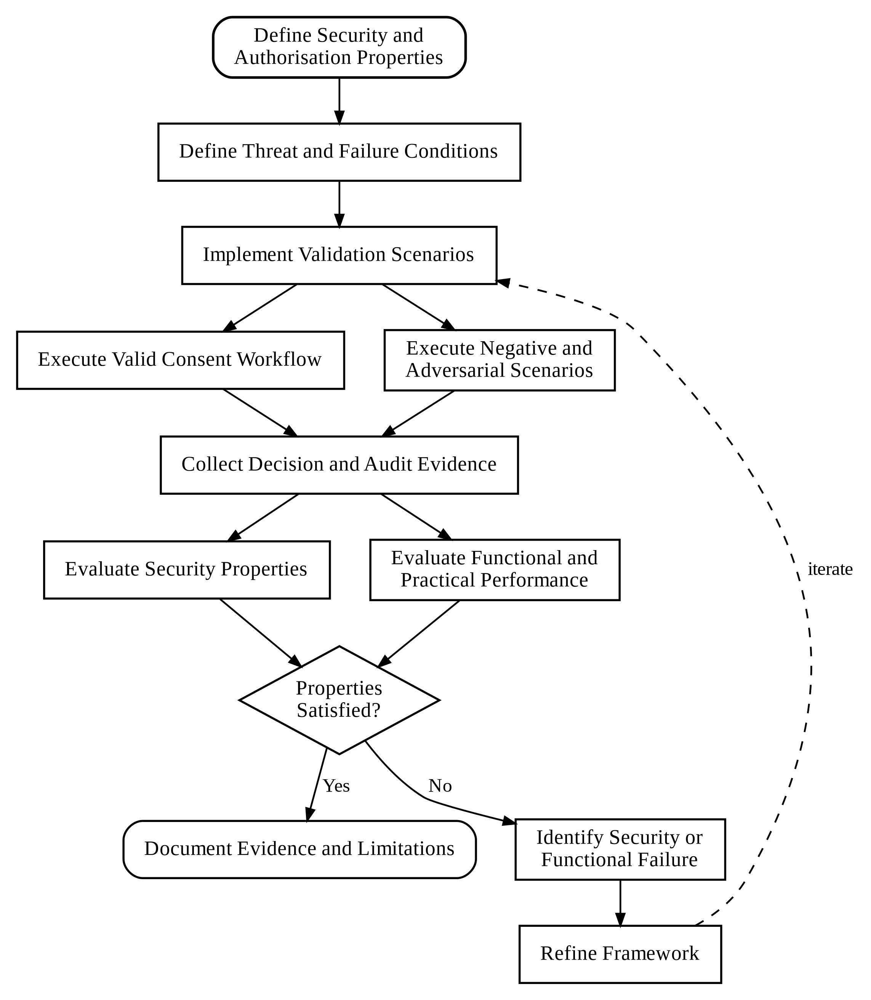 Define Security and
Authorisation Properties
Define Threat and Failure Conditions
Implement Validation Scenarios
Execute Valid Consent Workflow
Execute Negative and
Adversarial Scenarios
Collect Decision and Audit Evidence
Evaluate Security Properties
Evaluate Functional and
Practical Performance
iterate
Properties
Satisfied?
Yes
No
Document Evidence and Limitations
Identify Security or
Functional Failure
Refine Framework